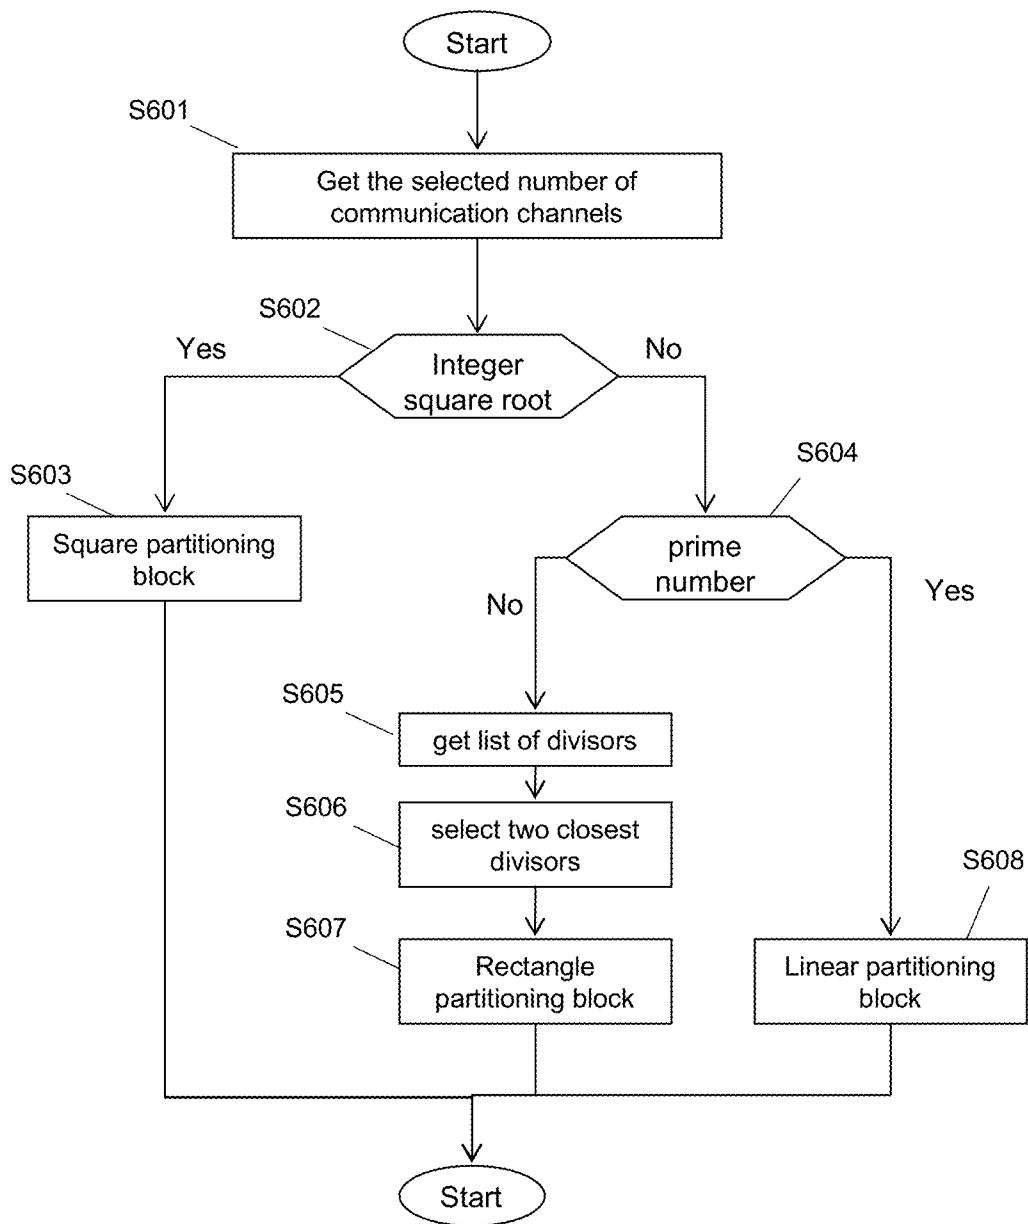 Start
S601
Get the selected number of
communication channels
S602
Yes
No
Integer
square root
S603
S604
Square partitioning
block
prime
number
No
Yes
S605
get list of divisors
S606
select two closest
divisors
S608
S607
Rectangle
partitioning block
Linear partitioning
block
Start